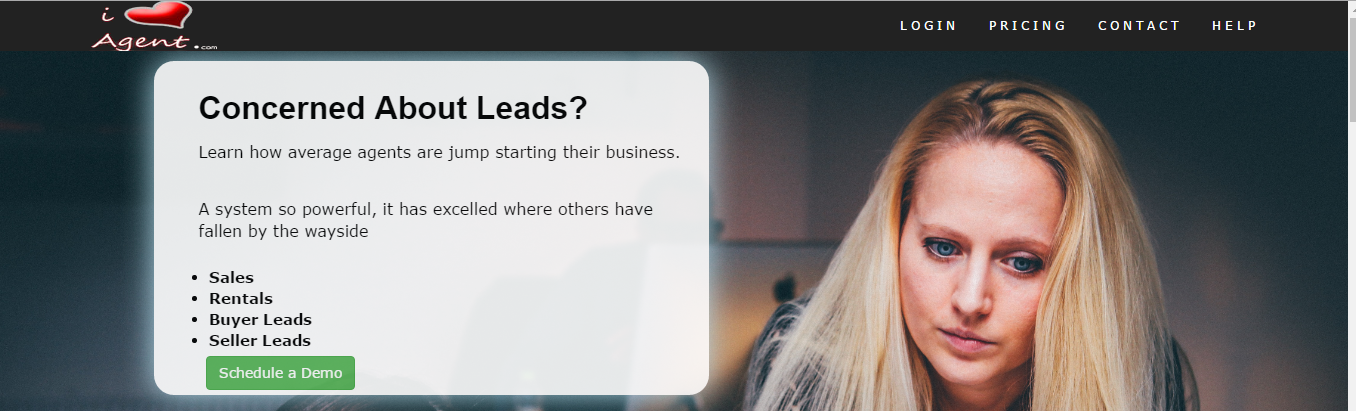 i
Agent.com
LOGIN PRICING CONTACT HELP
Concerned About Leads?
Learn how average agents are jump starting their business.
A system so powerful, it has excelled where others have
fallen by the wayside
Sales
Rentals
Buyer Leads
Seller Leads
Schedule a Demo